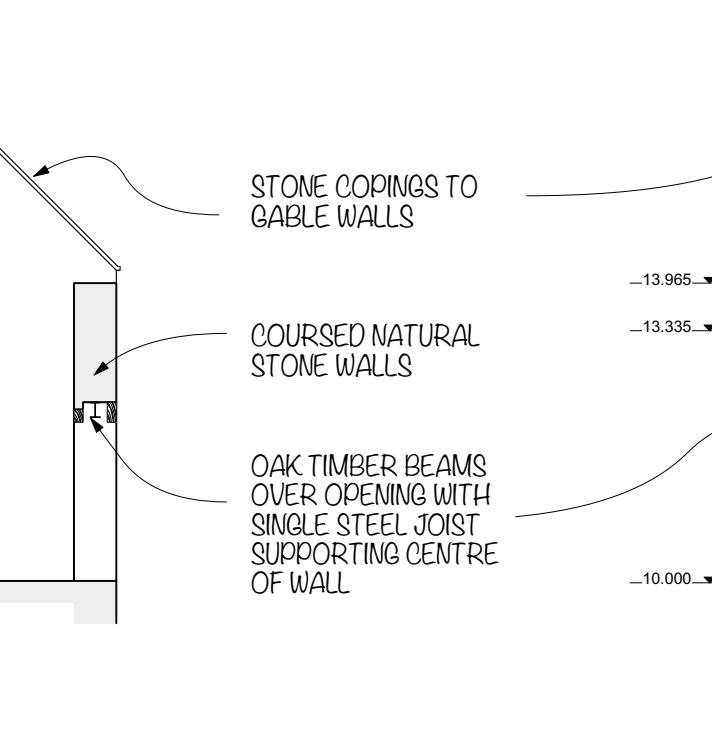 STONE COPINGS TO
GABLE WALLS
13.965
13.335
COURSED NATURAL
STONE WALLS
OAK TIMBER BEAMS
OVER OPENING WITH
SINGLE STEEL JOIST
SUPPORTING CENTRE
OF WALL
10.000